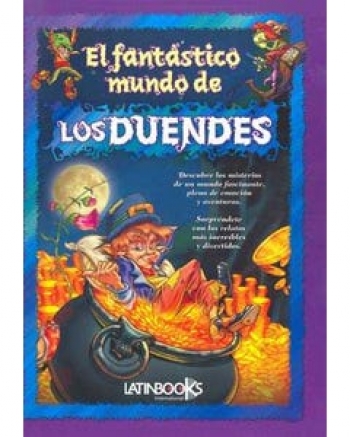 El fantástico
mundo de
LOS DUENDES
Descubre los misterios
de un mundo fascinante,
pleno de emoción
y aventuras.
Sorpréndete
con los relatos
más increíbles
y divertidos.
LATINBOOKS
International